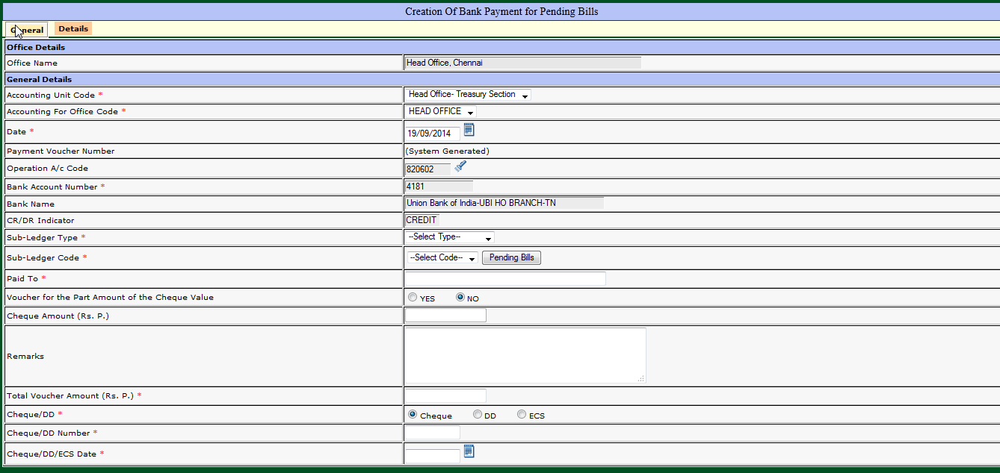 Creation Of Bank Payment for Pending Bills
General Details
Office Details
Office Name Head Office, Chennai
General Details
Accounting Unit Code * Head Office- Treasury Section
Accounting For Office Code * HEAD OFFICE
Date * 19/09/2014
Payment Voucher Number (System Generated)
Operation A/c Code 820602
Bank Account Number * 4181
Bank Name Union Bank of India-UBI HO BRANCH-TN
CR/DR Indicator CREDIT
Sub-Ledger Type * --Select Type--
Sub-Ledger Code * --Select Code-- Pending Bills
Paid To *
Voucher for the Part Amount of the Cheque Value YES NO
Cheque Amount (Rs. P.)
Remarks
Total Voucher Amount (Rs. P.) *
Cheque/DD * Cheque DD ECS
Cheque/DD Number *
Cheque/DD/ECS Date *